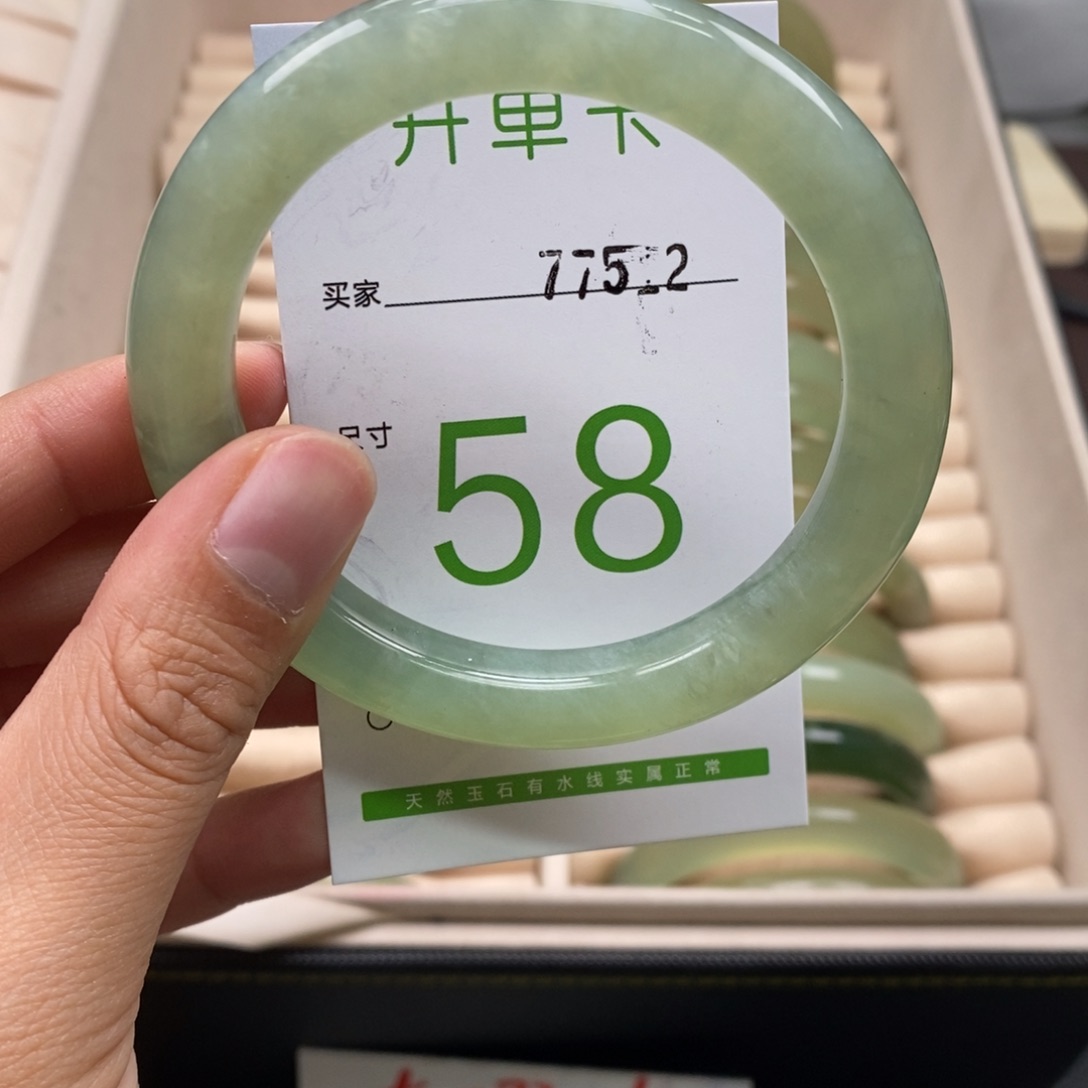 开单卡
买家 775.2
尺寸 58
天然玉石有水线实属正常